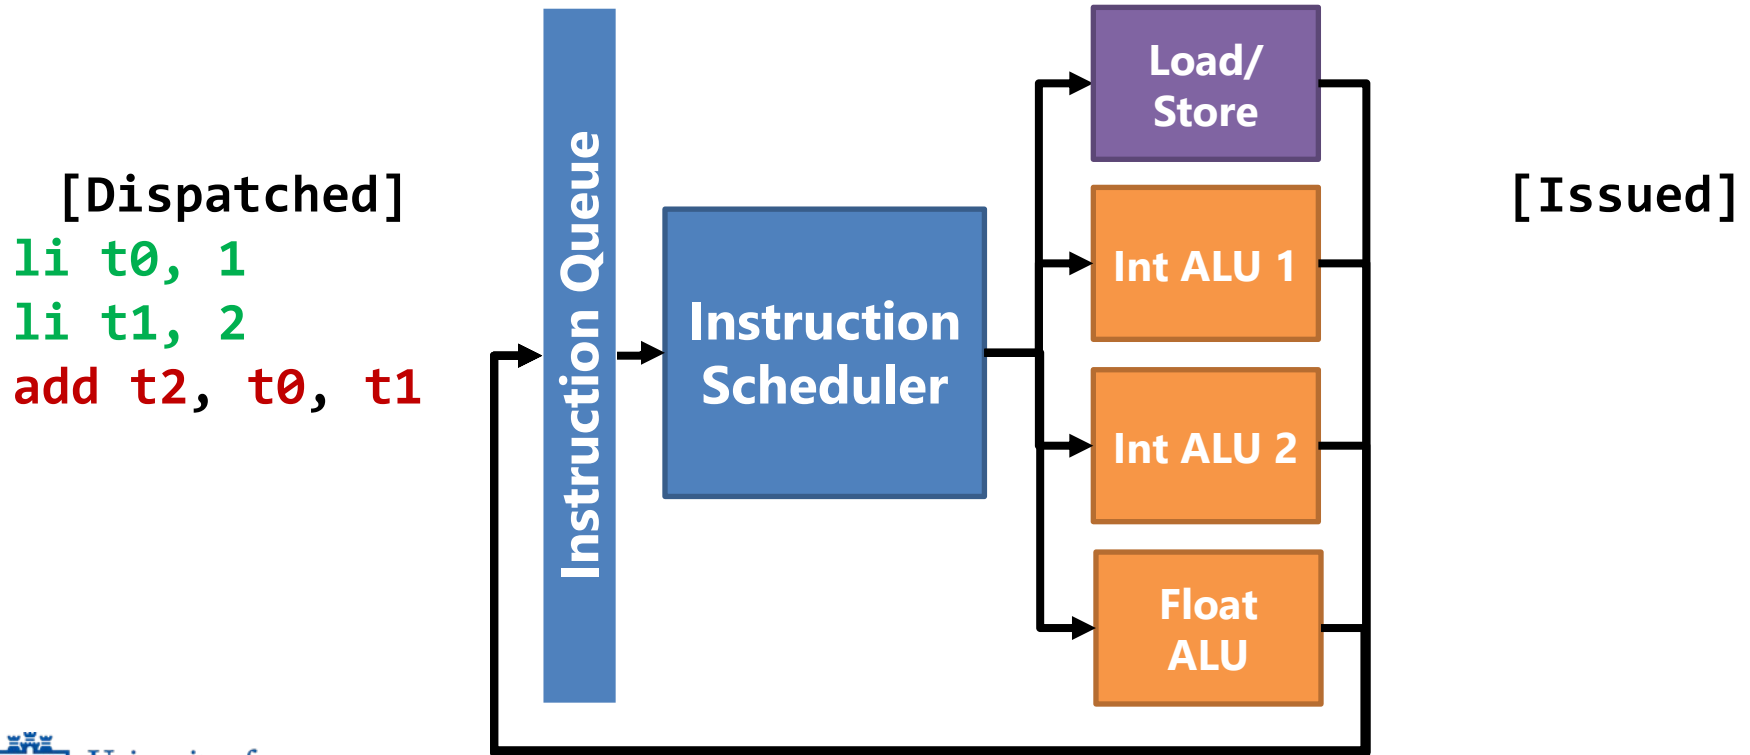 [Dispatched]
li t0, 1
li t1, 2
add t2, t0, t1
Instruction Queue
Instruction
Scheduler
Load/
Store
Int ALU 1
Int ALU 2
Float
ALU
[Issued]